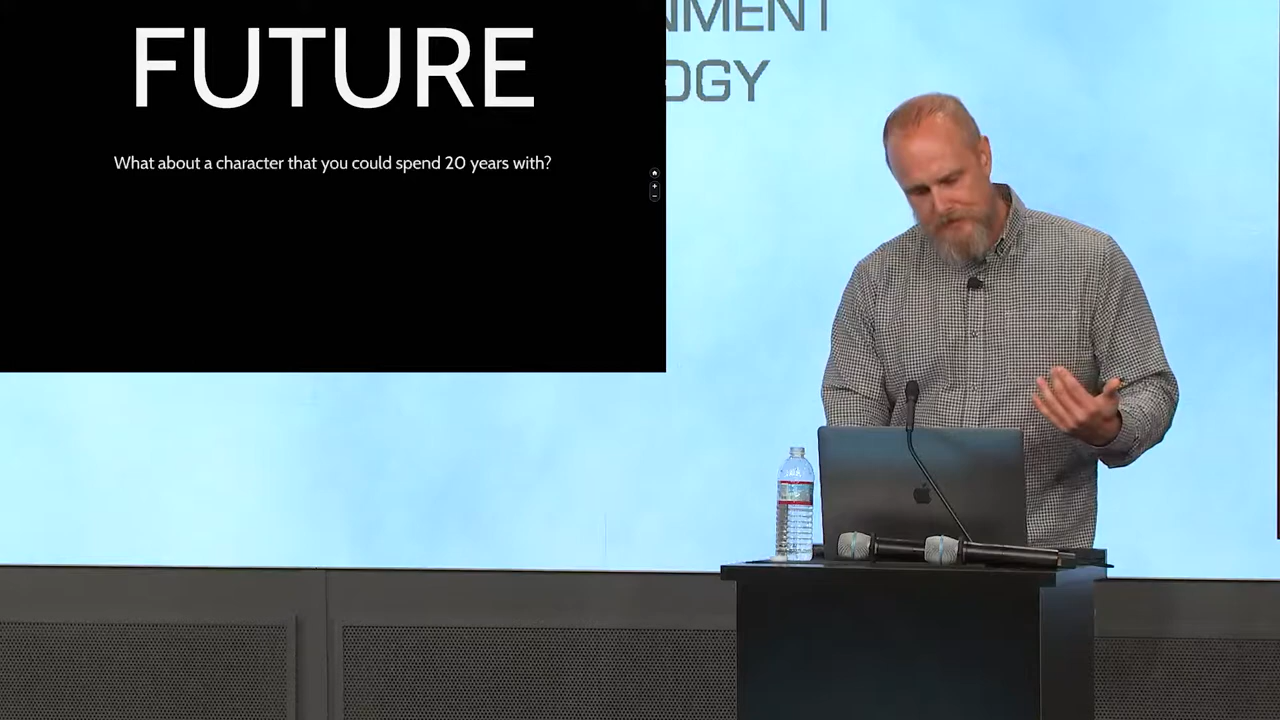 FUTURE
What about a character that you could spend 20 years with?
NMENT
OGY